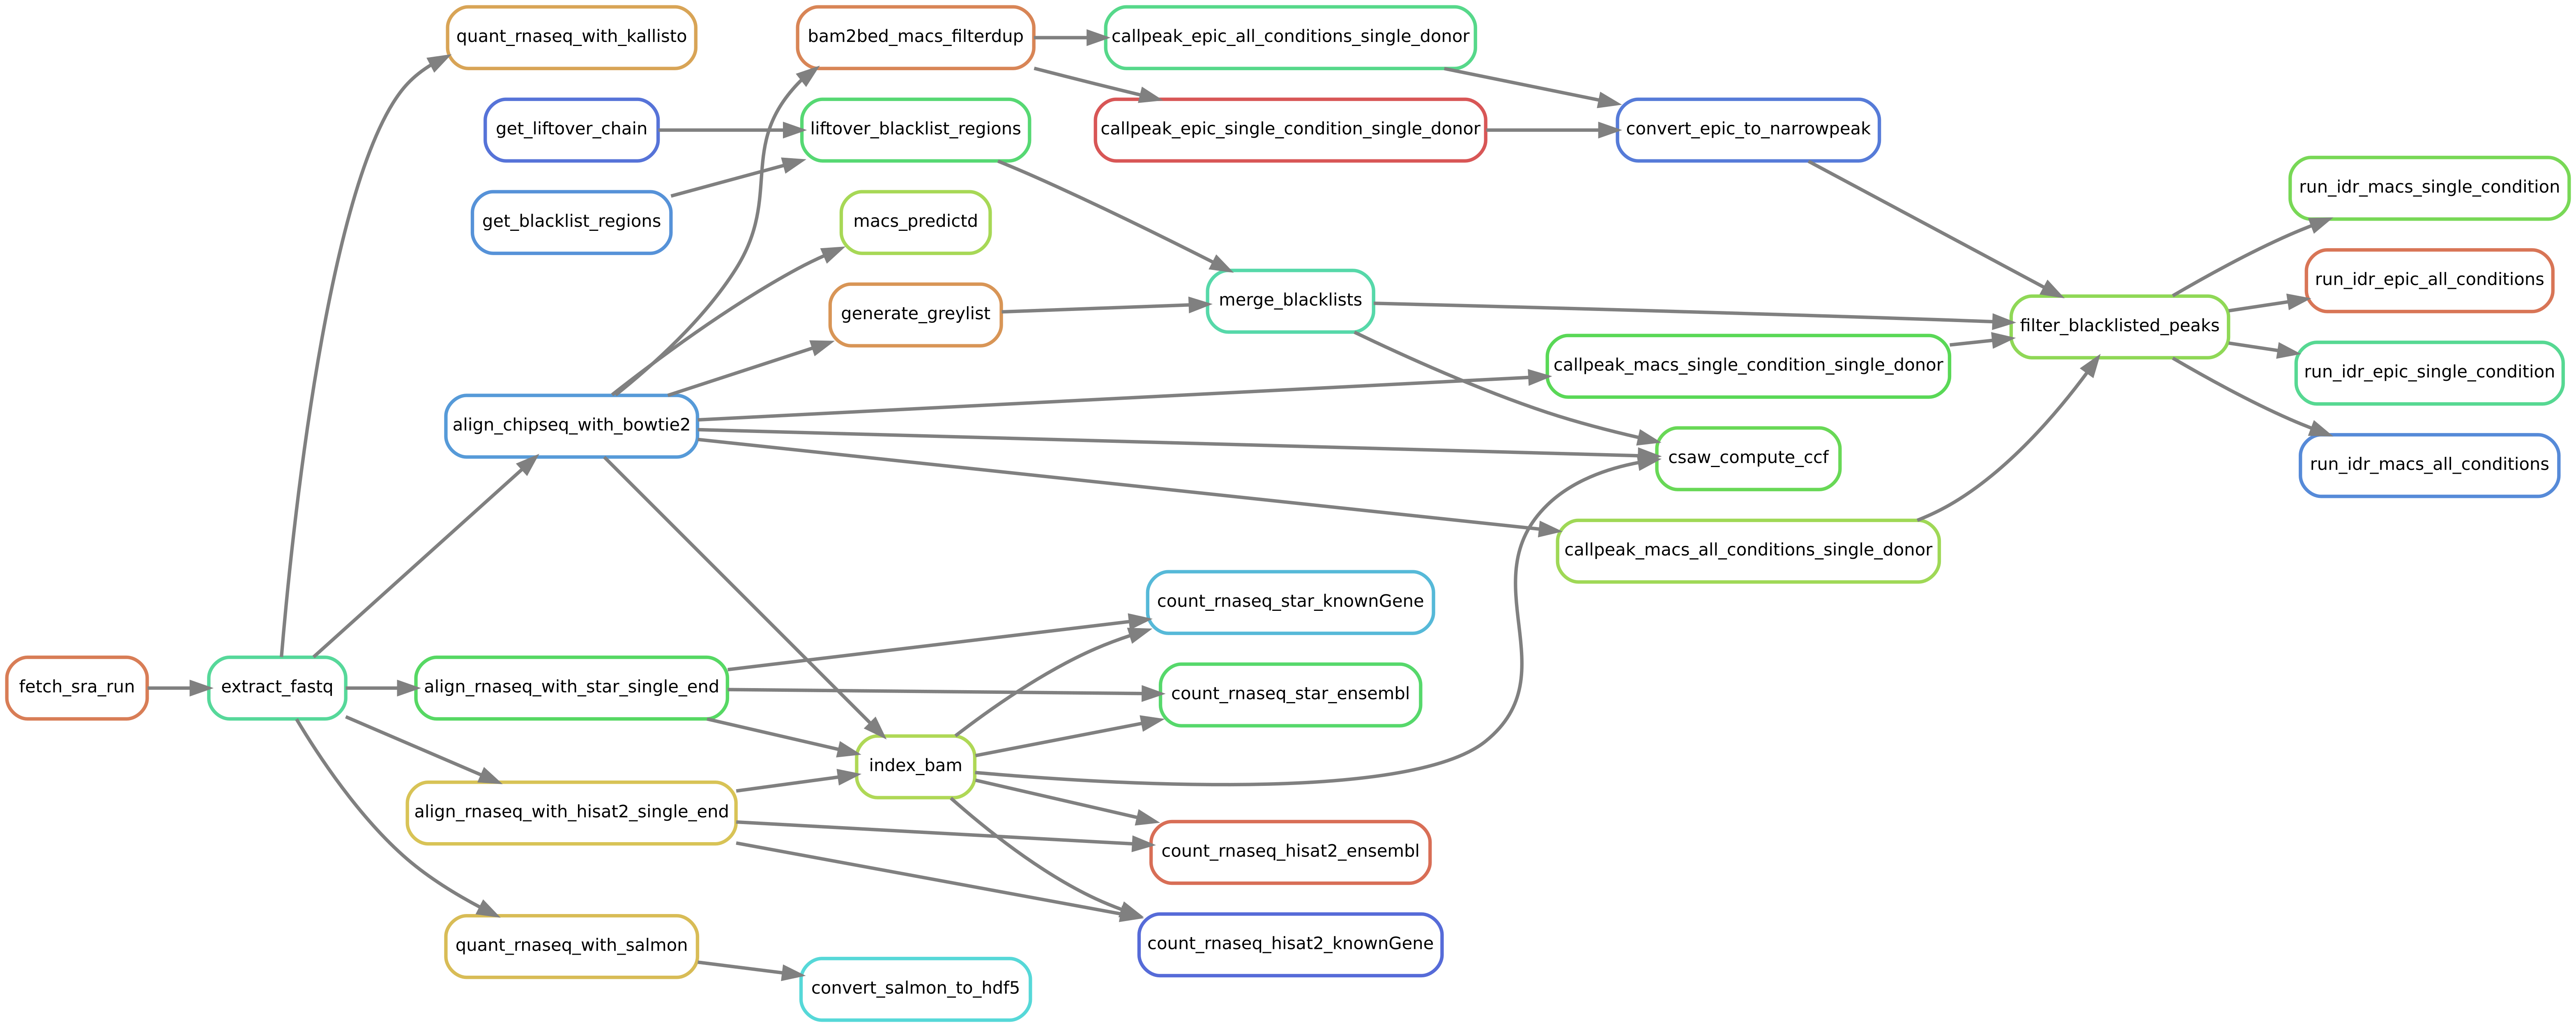 quant_rnaseq_with_kallisto
bam2bed_macs_filterdup
callpeak_epic_all_conditions_single_donor
get_liftover_chain
liftover_blacklist_regions
callpeak_epic_single_condition_single_donor
convert_epic_to_narrowpeak
run_idr_macs_single_condition
get_blacklist_regions
macs_predictd
run_idr_epic_all_conditions
merge_blacklists
generate_greylist
filter_blacklisted_peaks
callpeak_macs_single_condition_single_donor
run_idr_epic_single_condition
align_chipseq_with_bowtie2
csaw_compute_ccf
run_idr_macs_all_conditions
callpeak_macs_all_conditions_single_donor
count_rnaseq_star_knownGene
fetch_sra_run
extract_fastq
align_rnaseq_with_star_single_end
count_rnaseq_star_ensembl
index_bam
align_rnaseq_with_hisat2_single_end
count_rnaseq_hisat2_ensembl
quant_rnaseq_with_salmon
count_rnaseq_hisat2_knownGene
convert_salmon_to_hdf5